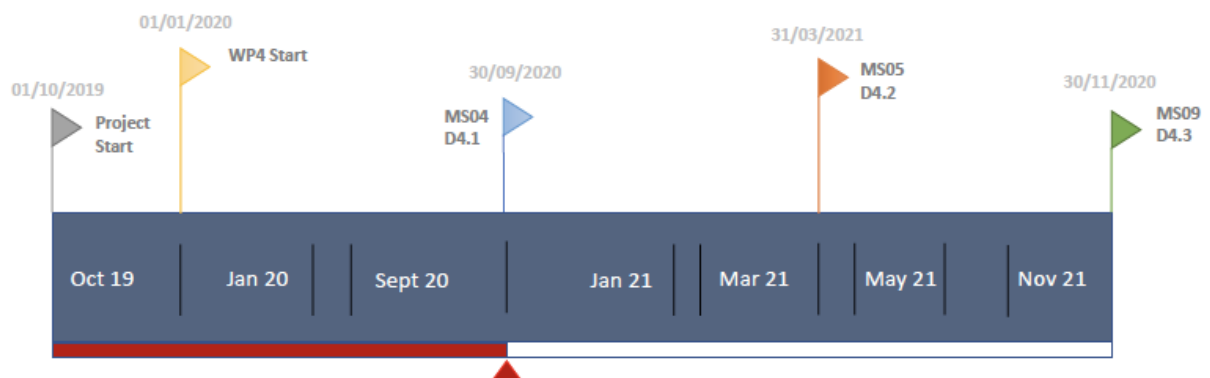 01/01/2020
WP4 Start
31/03/2021
MS05
D4.2
30/09/2020
MS04
D4.1
30/11/2020
MS09
D4.3
01/10/2019
Project
Start
Oct 19
Jan 20
Sept 20
Jan 21
Mar 21
May 21
Nov 21